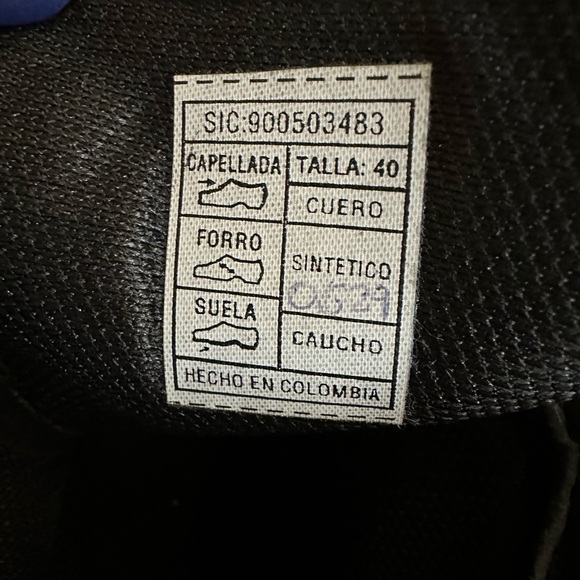 SIC:900503483
CAPELLADA
TALLA: 40
CUERO
FORRO
SINTETICO
SUELA
CAUCHO
HECHO EN COLOMBIA